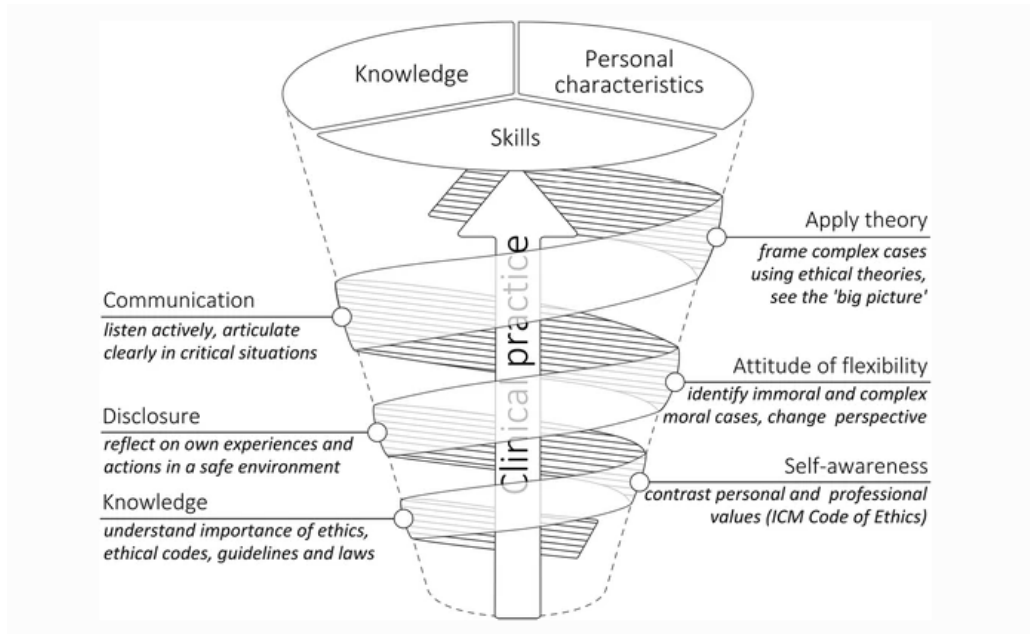 Knowledge
Personal
characteristics
Skills
Clinical practice
Apply theory
frame complex cases
using ethical theories,
see the 'big picture'
Communication
listen actively, articulate
clearly in critical situations
Attitude of flexibility
identify immoral and complex
moral cases, change perspective
Disclosure
reflect on own experiences and
actions in a safe environment
Self-awareness
contrast personal and professional
values (ICM Code of Ethics)
Knowledge
understand importance of ethics,
ethical codes, guidelines and laws